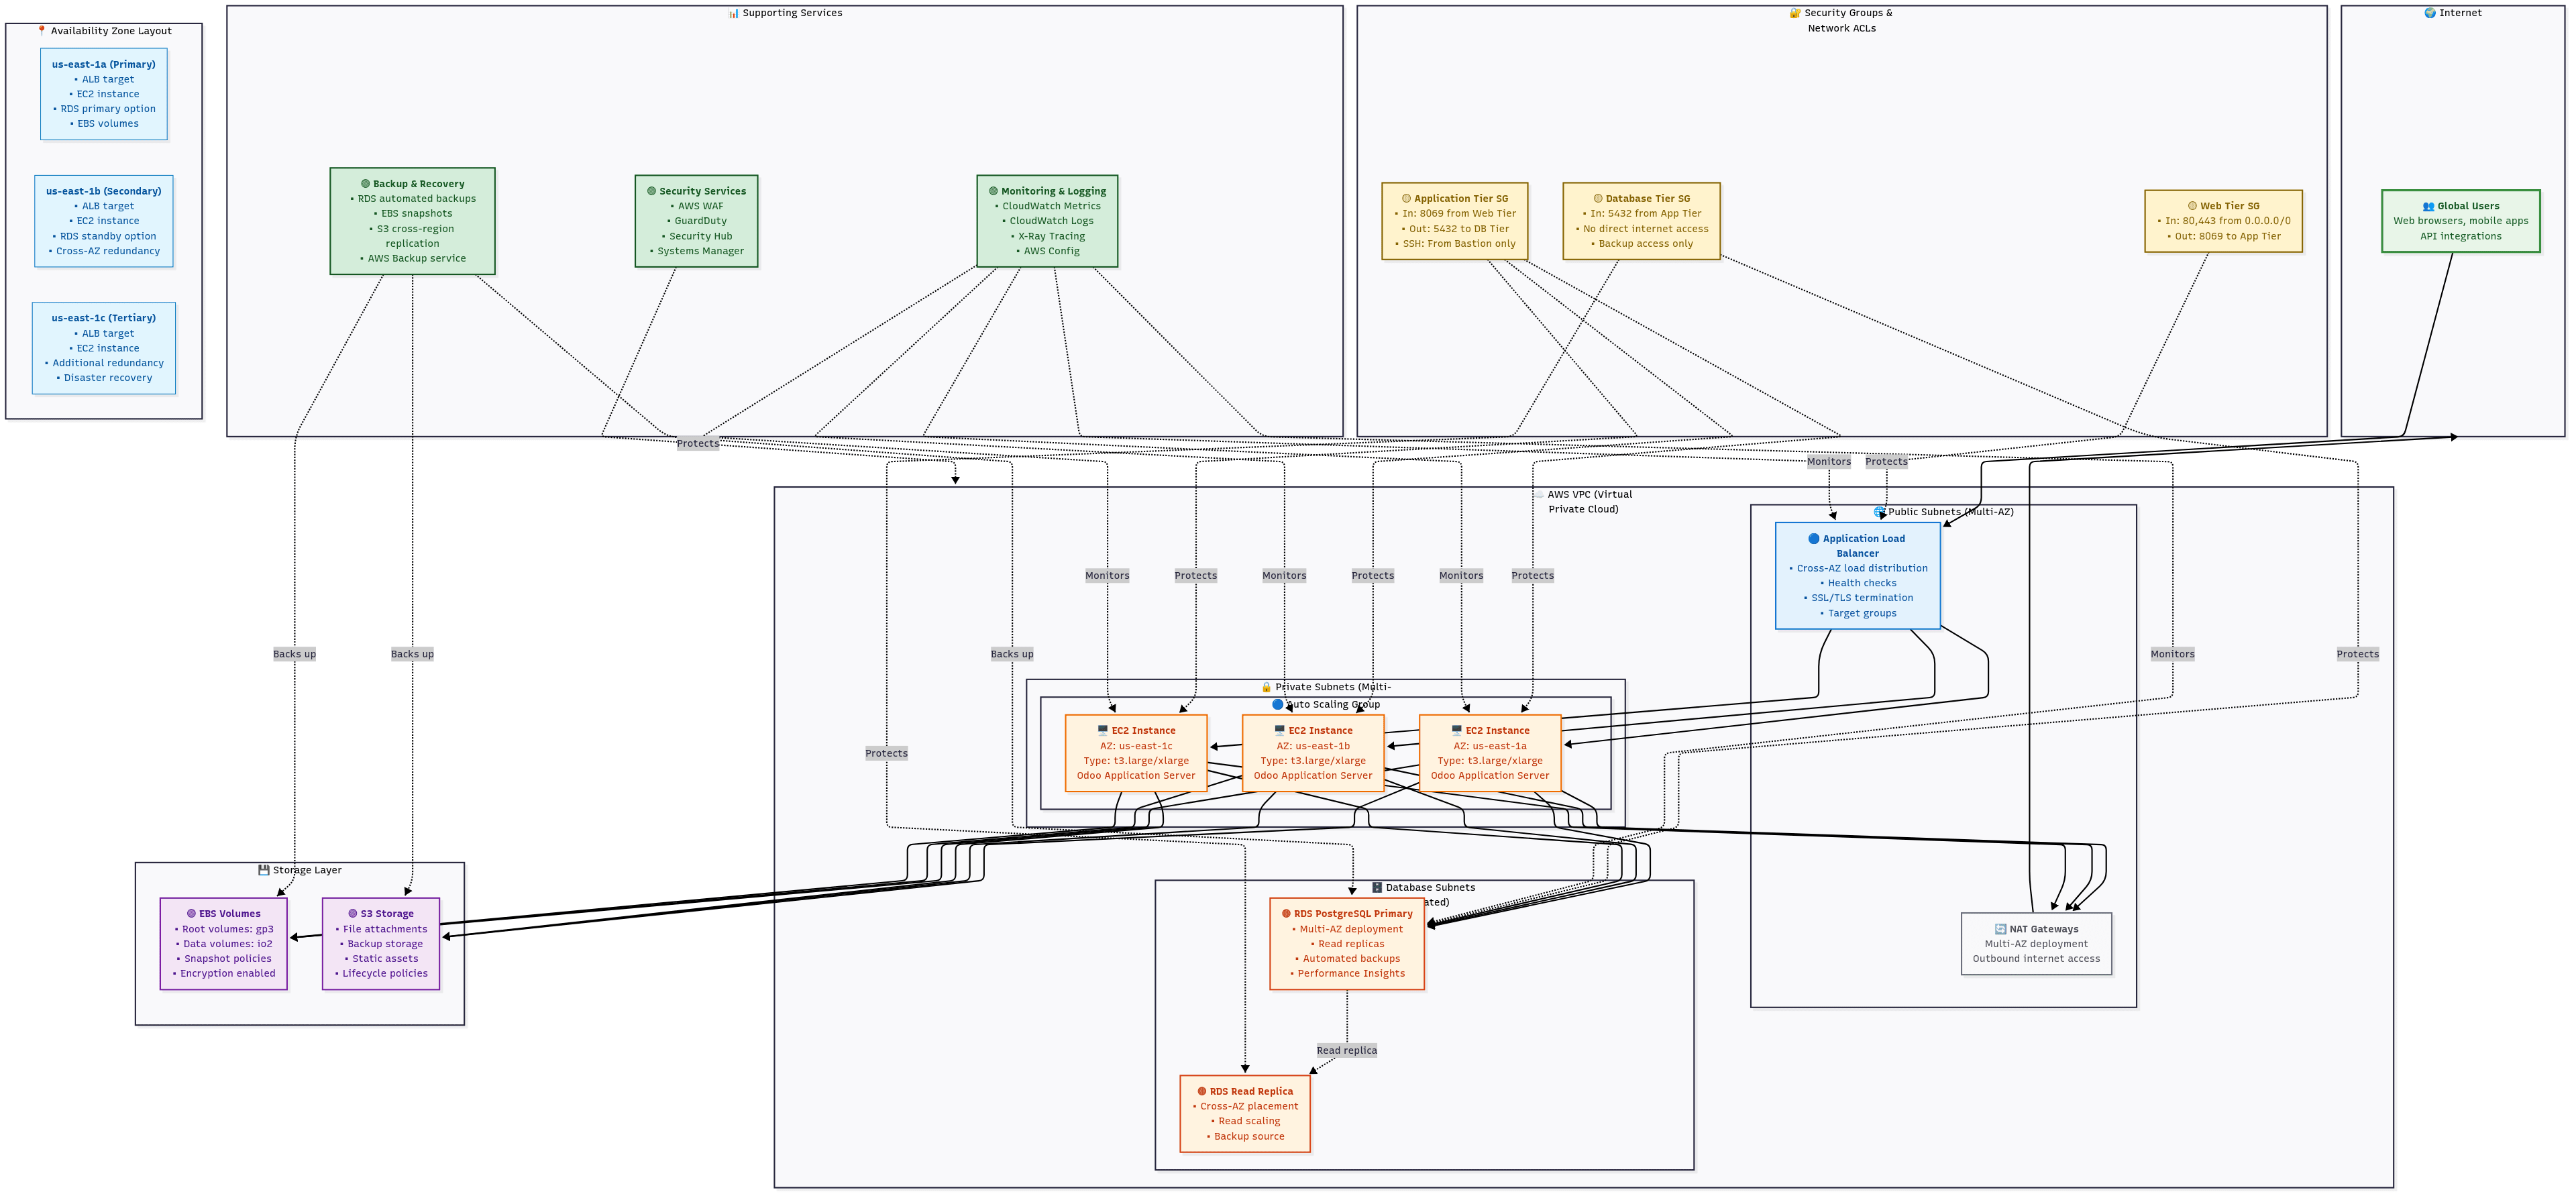 📍 Availability Zone Layout
us-east-1a (Primary)
• ALB target
• EC2 instance
• RDS primary option
• EBS volumes
us-east-1b (Secondary)
• ALB target
• EC2 instance
• RDS standby option
• Cross-AZ redundancy
us-east-1c (Tertiary)
• ALB target
• EC2 instance
• Additional redundancy
• Disaster recovery
📊 Supporting Services
🟢 Backup & Recovery
• RDS automated backups
• EBS snapshots
• S3 cross-region
replication
• AWS Backup service
🟢 Security Services
• AWS WAF
• GuardDuty
• Security Hub
• Systems Manager
🟢 Monitoring & Logging
• CloudWatch Metrics
• CloudWatch Logs
• X-Ray Tracing
• AWS Config
🔐 Security Groups &
Network ACLs
🟡 Application Tier SG
• In: 8069 from Web Tier
• Out: 5432 to DB Tier
• SSH: From Bastion only
🟡 Database Tier SG
• In: 5432 from App Tier
• No direct internet access
• Backup access only
🟡 Web Tier SG
• In: 80,443 from 0.0.0.0/0
• Out: 8069 to App Tier
🌍 Internet
👥 Global Users
Web browsers, mobile apps
API integrations
Protects
Monitors
Protects
☁️ AWS VPC (Virtual
Private Cloud)
🌐 Public Subnets (Multi-AZ)
🔵 Application Load
Balancer
• Cross-AZ load distribution
• Health checks
• SSL/TLS termination
• Target groups
Monitors
Protects
Monitors
Protects
Monitors
Protects
Backs up
Backs up
Backs up
Monitors
Protects
Protects
🔒 Private Subnets (Multi-
🔵 Auto Scaling Group
🖥️ EC2 Instance
AZ: us-east-1c
Type: t3.large/xlarge
Odoo Application Server
🖥️ EC2 Instance
AZ: us-east-1b
Type: t3.large/xlarge
Odoo Application Server
🖥️ EC2 Instance
AZ: us-east-1a
Type: t3.large/xlarge
Odoo Application Server
💾 Storage Layer
🟣 EBS Volumes
• Root volumes: gp3
• Data volumes: io2
• Snapshot policies
• Encryption enabled
🟣 S3 Storage
• File attachments
• Backup storage
• Static assets
• Lifecycle policies
🗄️ Database Subnets
ated)
🔴 RDS PostgreSQL Primary
• Multi-AZ deployment
• Read replicas
• Automated backups
• Performance Insights
Read replica
🔴 RDS Read Replica
• Cross-AZ placement
• Read scaling
• Backup source
🔄 NAT Gateways
Multi-AZ deployment
Outbound internet access